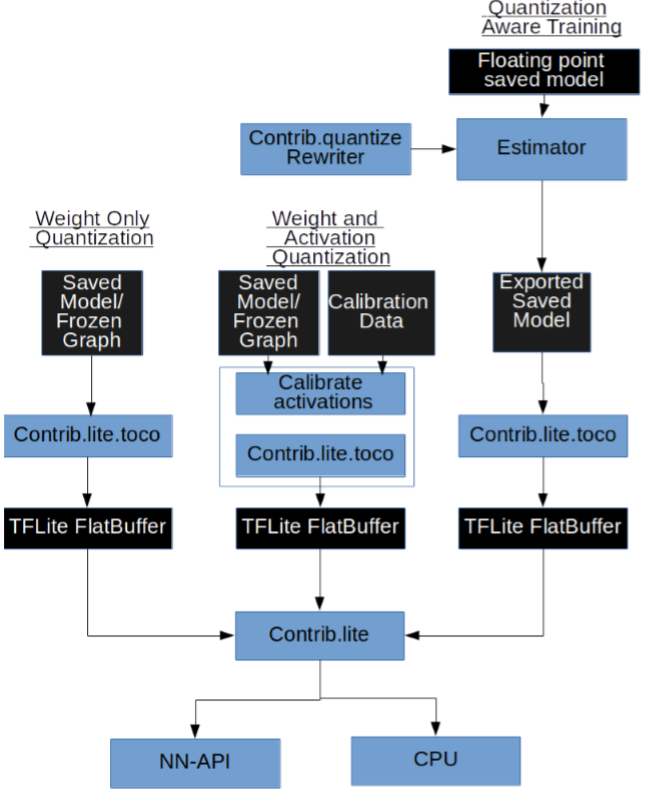 Quantization
Aware Training
Floating point
saved model
Contrib.quantize
Rewriter
Estimator
Weight Only
Quantization
Weight and
Activation
Quantization
Saved
Model/
Frozen
Graph
Saved
Model/
Frozen
Graph
Calibration
Data
Exported
Saved
Model
Calibrate
activations
Contrib.lite.toco
Contrib.lite.toco
Contrib.lite.toco
TFLite FlatBuffer
TFLite FlatBuffer
TFLite FlatBuffer
Contrib.lite
NN-API
CPU